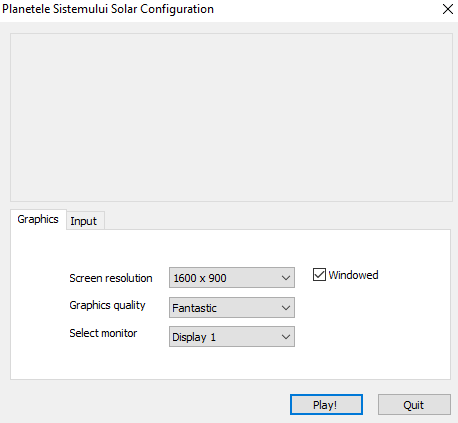 Planetele Sistemului Solar Configuration
Graphics
Input
Screen resolution
1600 x 900
Windowed
Graphics quality
Fantastic
Select monitor
Display 1
Play!
Quit